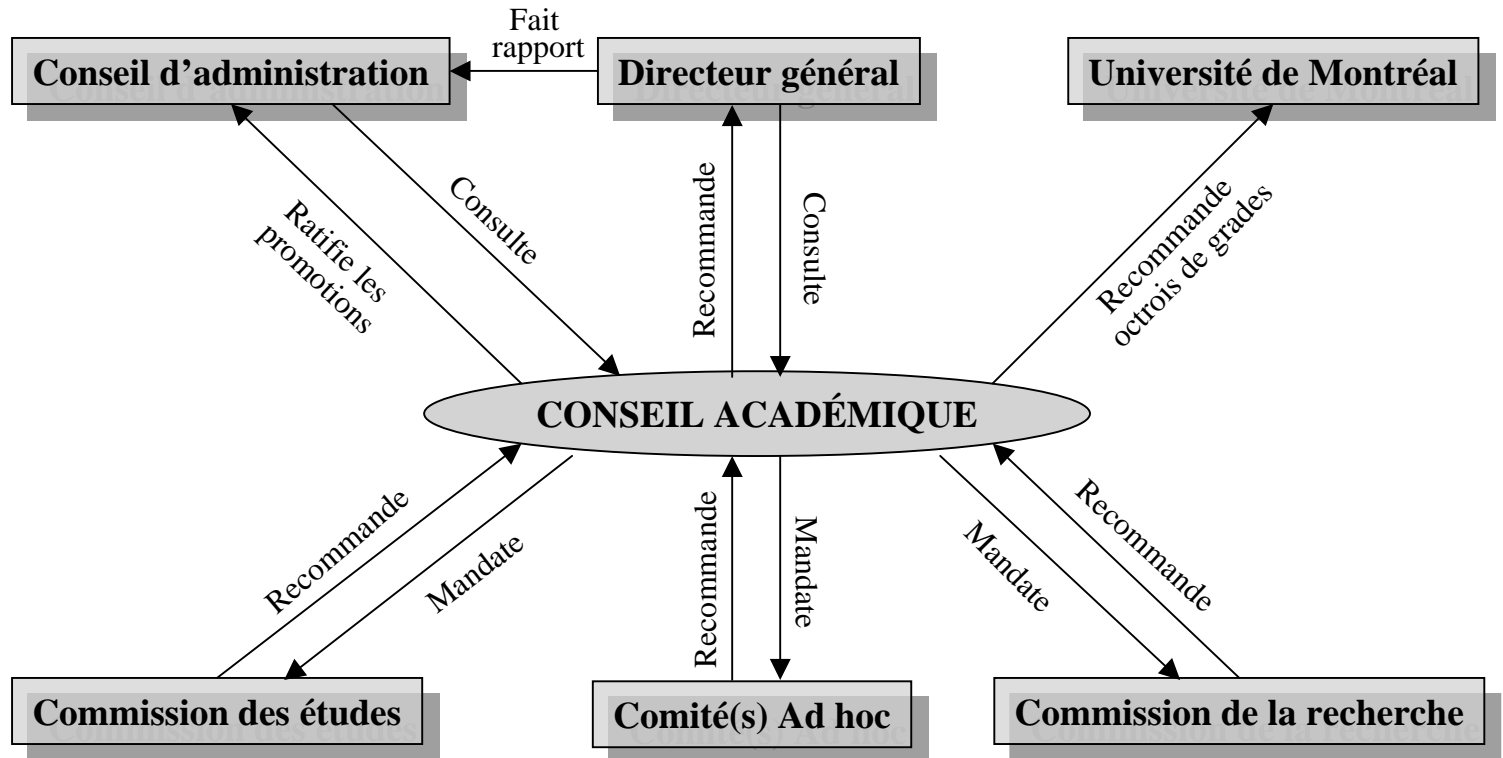 Fait
rapport
Conseil d’administration
Directeur général
Université de Montréal
Consulte
Ratifie les
promotions
Recommande
Consulte
Recommande
octrois de grades
CONSEIL ACADÉMIQUE
Recommande
Mandate
Recommande
Mandate
Mandate
Recommande
Commission des études
Comité(s) Ad hoc
Commission de la recherche